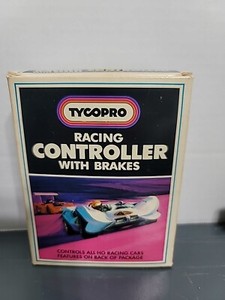 TYCOPRO
RACING
CONTROLLER
WITH BRAKES
CONTROLS ALL HO RACING CARS
FEATURES ON BACK OF PACKAGE